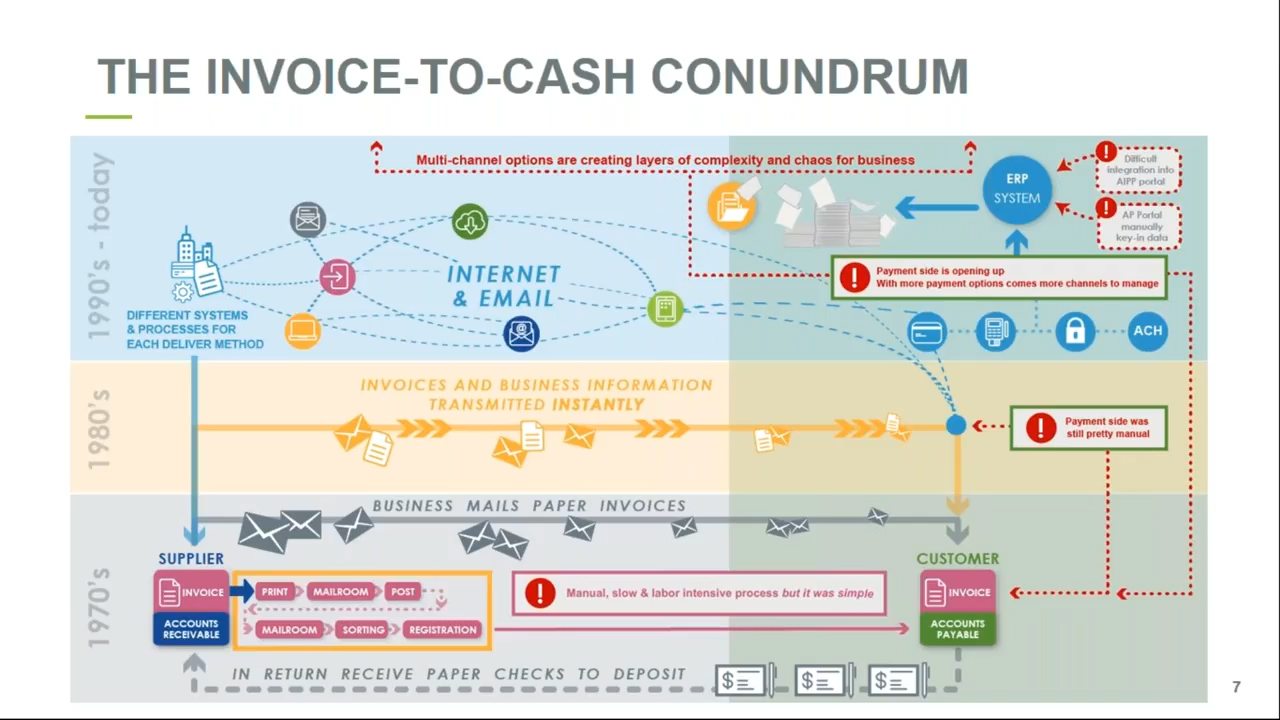 THE INVOICE-TO-CASH CONUNDRUM
1990's - today
Multi-channel options are creating layers of complexity and chaos for business
ERP
SYSTEM
!
Difficult
integration into
AIPP portal
!
AP Portal
manually
key-in data
INTERNET
& EMAIL
@
DIFFERENT SYSTEMS
& PROCESSES FOR
EACH DELIVER METHOD
!
Payment side is opening up
With more payment options comes more channels to manage
ACH
1980's
INVOICES AND BUSINESS INFORMATION
TRANSMITTED INSTANTLY
!
Payment side was
still pretty manual
1970's
BUSINESS MAILS PAPER INVOICES
SUPPLIER
INVOICE
ACCOUNTS
RECEIVABLE
PRINT
MAILROOM
POST
MAILROOM
SORTING
REGISTRATION
!
Manual, slow & labor intensive process but it was simple
CUSTOMER
INVOICE
ACCOUNTS
PAYABLE
IN RETURN RECEIVE PAPER CHECKS TO DEPOSIT
$
$
$
7